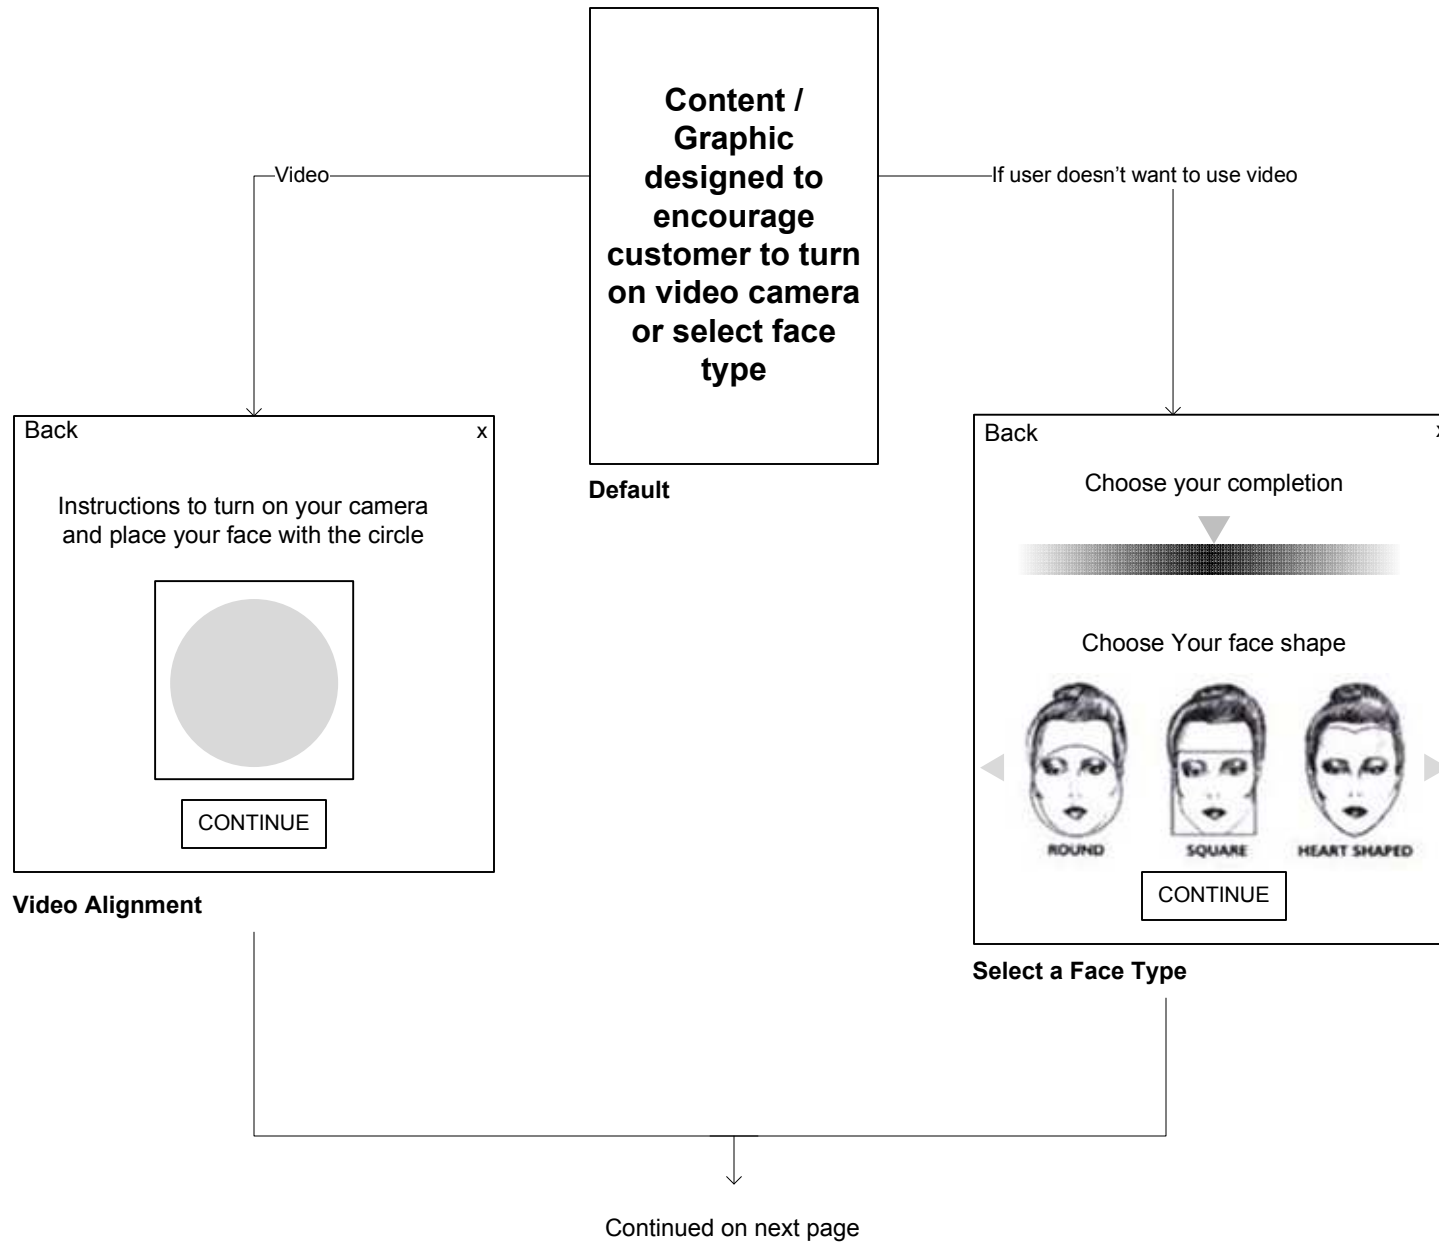 Content /
Graphic
designed to
encourage
customer to turn
on video camera
or select face
type
Default
Video
If user doesn't want to use video
Back
x
Instructions to turn on your camera
and place your face with the circle
CONTINUE
Video Alignment
Back
x
Choose your completion
Choose Your face shape
ROUND
SQUARE
HEART SHAPED
CONTINUE
Select a Face Type
Continued on next page